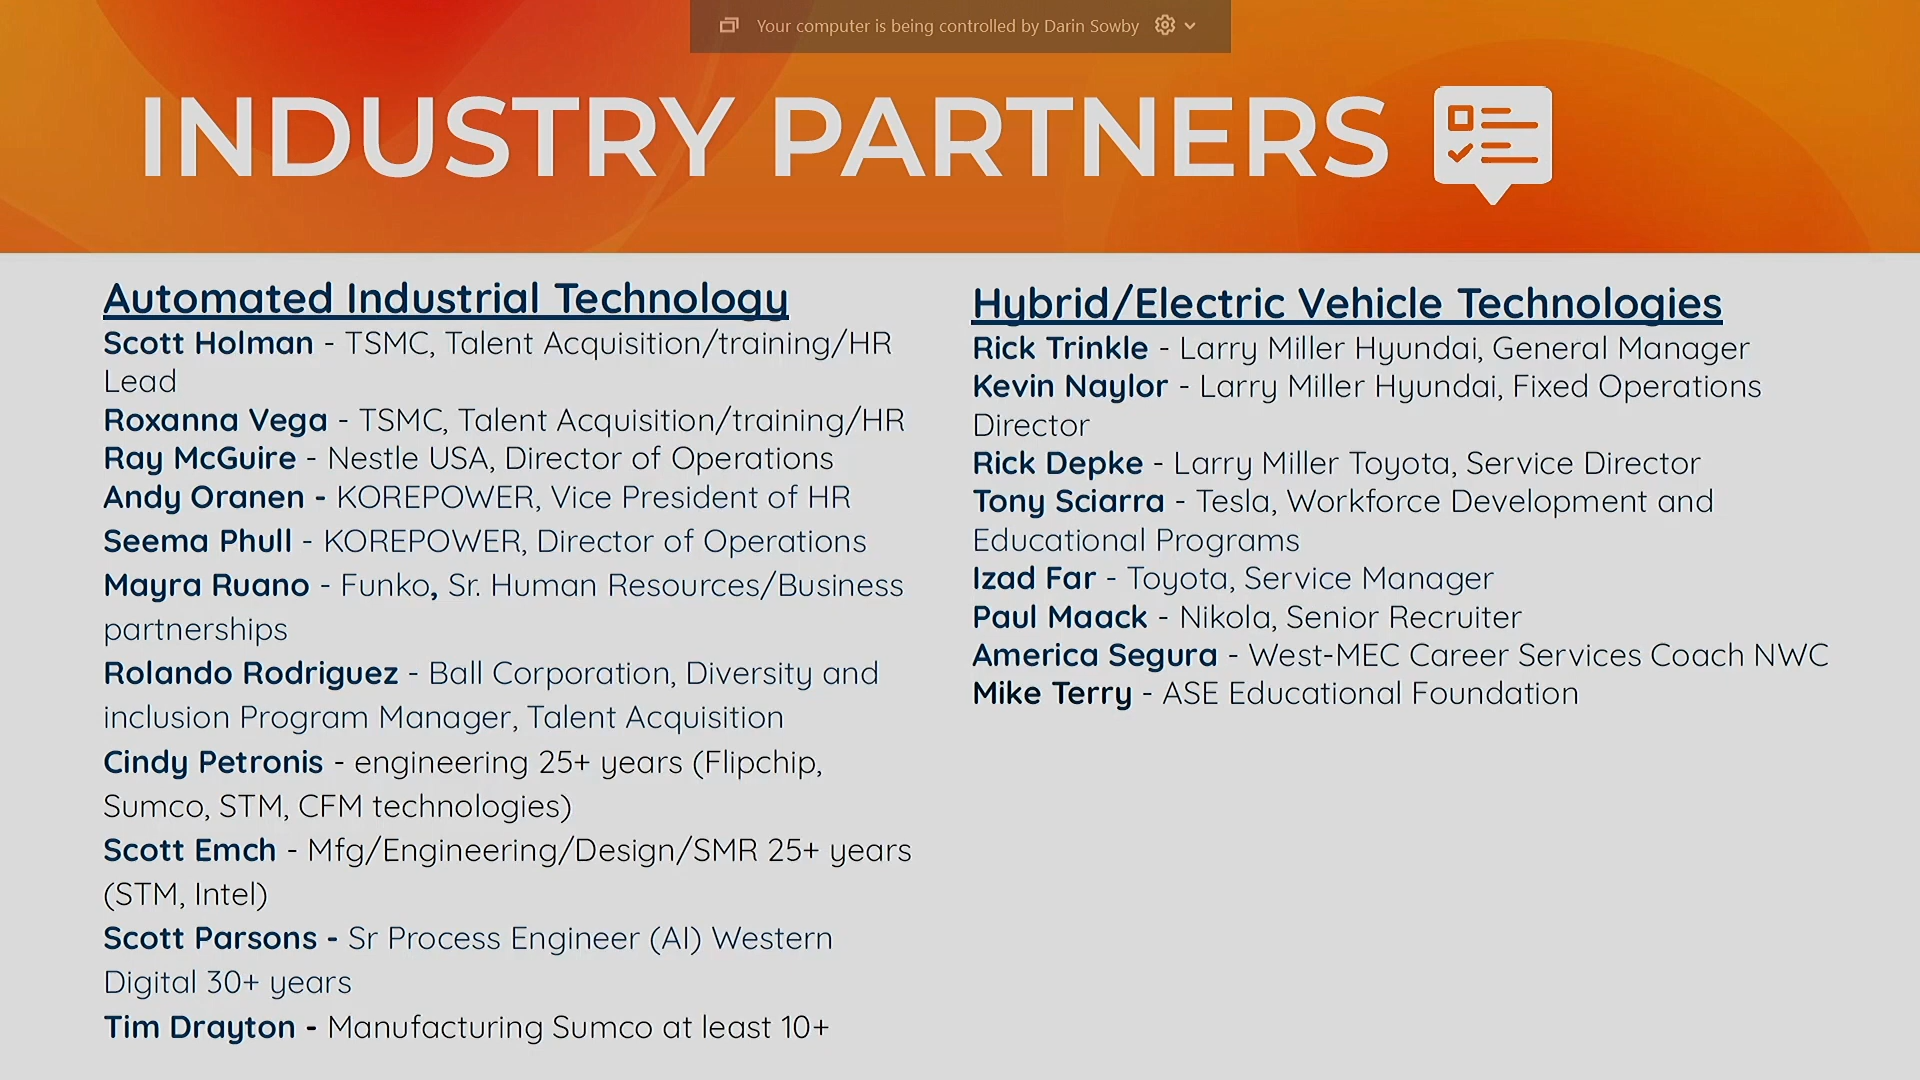 Your computer is being controlled by Darin Sowby
INDUSTRY PARTNERS
Automated Industrial Technology
Scott Holman - TSMC, Talent Acquisition/training/HR
Lead
Roxanna Vega - TSMC, Talent Acquisition/training/HR
Ray McGuire - Nestle USA, Director of Operations
Andy Oranen - KOREPOWER, Vice President of HR
Seema Phull - KOREPOWER, Director of Operations
Mayra Ruano - Funko, Sr. Human Resources/Business
partnerships
Rolando Rodriguez - Ball Corporation, Diversity and
inclusion Program Manager, Talent Acquisition
Cindy Petronis - engineering 25+ years (Flipchip,
Sumco, STM, CFM technologies)
Scott Emch - Mfg/Engineering/Design/SMR 25+ years
(STM, Intel)
Scott Parsons - Sr Process Engineer (AI) Western
Digital 30+ years
Tim Drayton - Manufacturing Sumco at least 10+
Hybrid/Electric Vehicle Technologies
Rick Trinkle - Larry Miller Hyundai, General Manager
Kevin Naylor - Larry Miller Hyundai, Fixed Operations
Director
Rick Depke - Larry Miller Toyota, Service Director
Tony Sciarra - Tesla, Workforce Development and
Educational Programs
Izad Far - Toyota, Service Manager
Paul Maack - Nikola, Senior Recruiter
America Segura - West-MEC Career Services Coach NWC
Mike Terry - ASE Educational Foundation